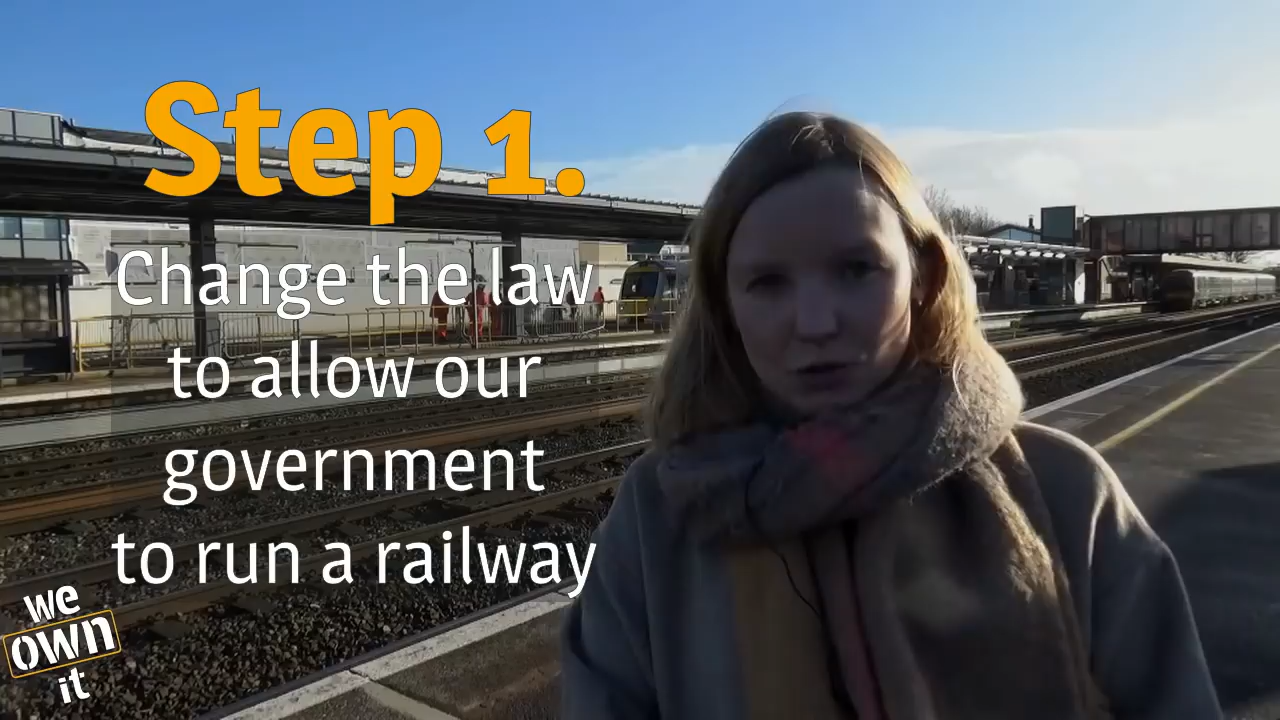 Step 1.
Change the law
to allow our
government
to run a railway
we
own
it